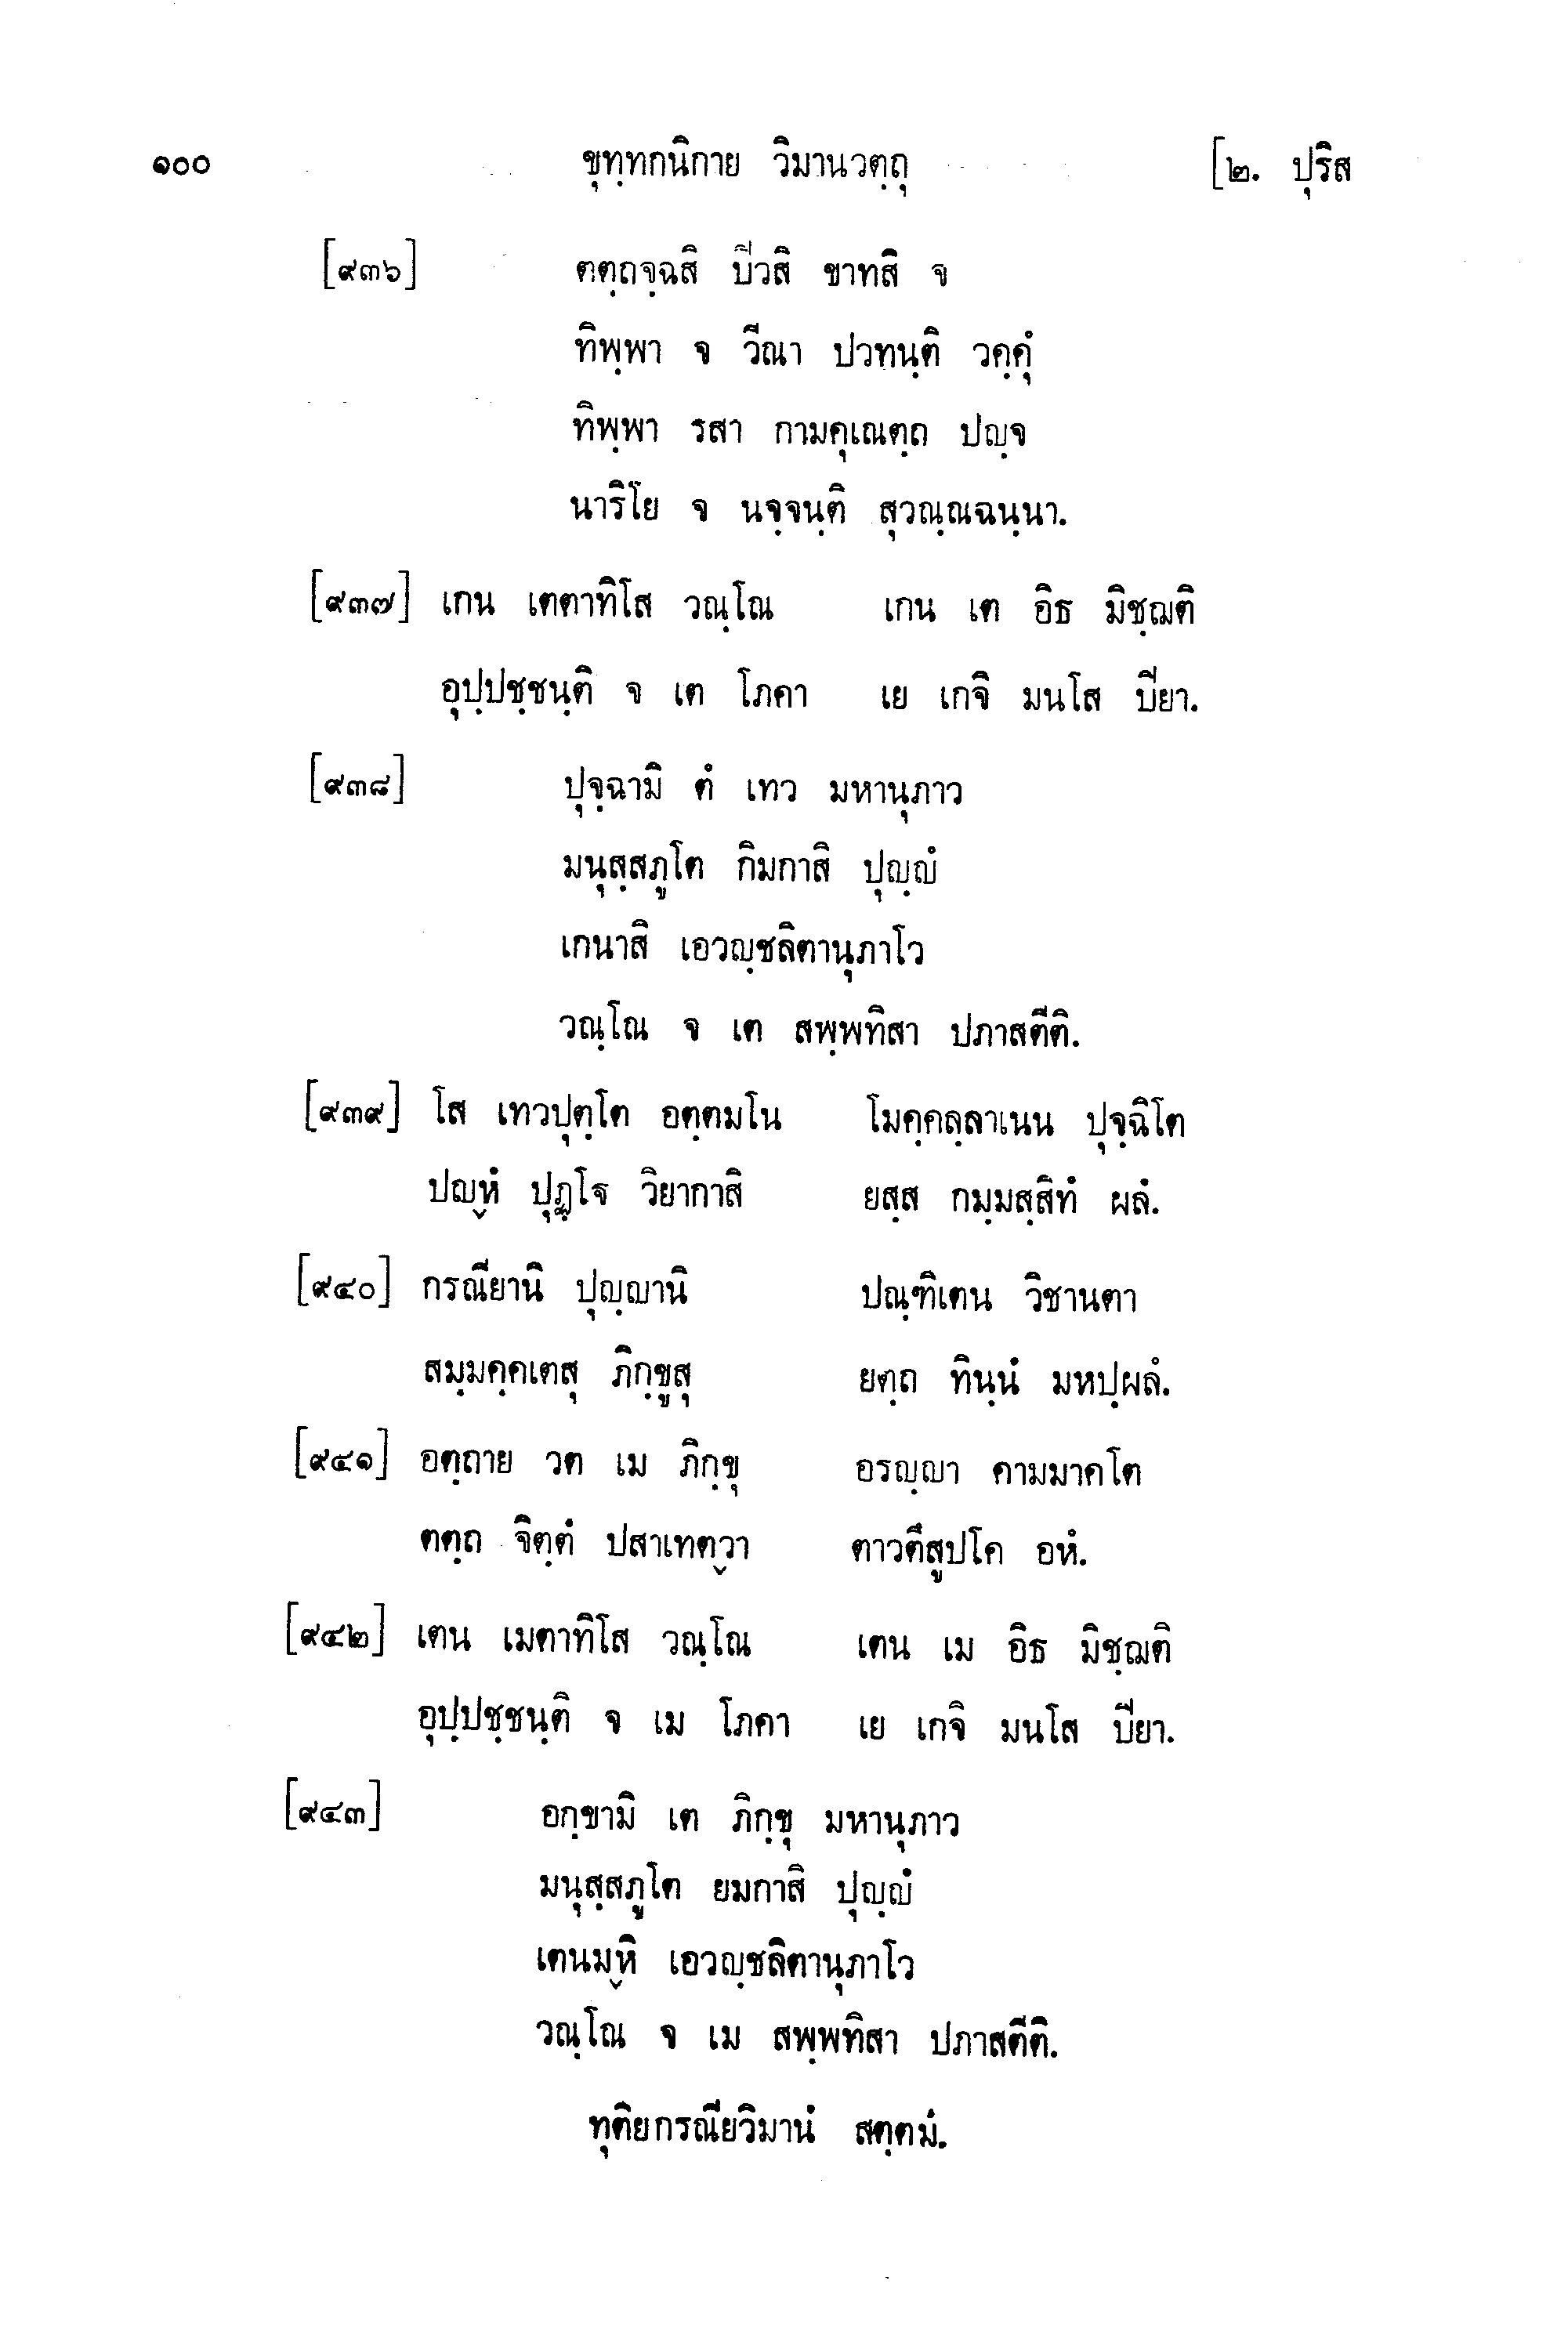 ๑๐๐ ขุทฺทกนิกาย วิมานวตฺถุ [๒. ปุริส
[๙๓๖] ตตฺถจฺฉสิ ปิวสิ ขาทสิ จ
ทิพฺพา จ วีณา ปวทนฺติ วคฺคุํ
ทิพฺพา รสา กามคุเณตฺถ ปญฺจ
นาริโย จ นจฺจนฺติ สุวณฺณฉนฺนา.
[๙๓๗] เกน เตตาทิโส วณฺโณ เกน เต อิธ มิชฺฌติ
อุปฺปชฺชนฺติ จ เต โภคา เย เกจิ มนโส ปิยา.
[๙๓๘] ปุจฺฉามิ ตํ เทว มหานุภาว
มนุสฺสภูโต กิมกาสิ ปุญฺญํ
เกนาสิ เอวญฺชลิตานุภาโว
วณฺโณ จ เต สพฺพทิสา ปภาสตีติ.
[๙๓๙] โส เทวปุตฺโต อตฺตมโน โมคฺคลฺลาเนน ปุจฺฉิโต
ปญฺหํ ปุฏฺโฐ วิยากาสิ ยสฺส กมฺมสฺสิทํ ผลํ.
[๙๔๐] กรณียานิ ปุญฺญานิ ปณฺฑิเตน วิชานตา
สมฺมคฺคเตสุ ภิกฺขูสุ ยตฺถ ทินฺนํ มหปฺผลํ.
[๙๔๑] อตฺถาย วต เม ภิกฺขุ อรญฺญา คามมาคโต
ตตฺถ จิตฺตํ ปสาเทตฺวา ตาวตึสูปโค อหํ.
[๙๔๒] เตน เมตาทิโส วณฺโณ เตน เม อิธ มิชฺฌติ
อุปฺปชฺชนฺติ จ เม โภคา เย เกจิ มนโส ปิยา.
[๙๔๓] อกฺขามิ เต ภิกฺขุ มหานุภาว
มนุสฺสภูโต ยมกาสิ ปุญฺญํ
เตนมฺหิ เอวญฺชลิตานุภาโว
วณฺโณ จ เม สพฺพทิสา ปภาสตีติ.
ทุติยกรณียวิมานํ สตฺตมํ.